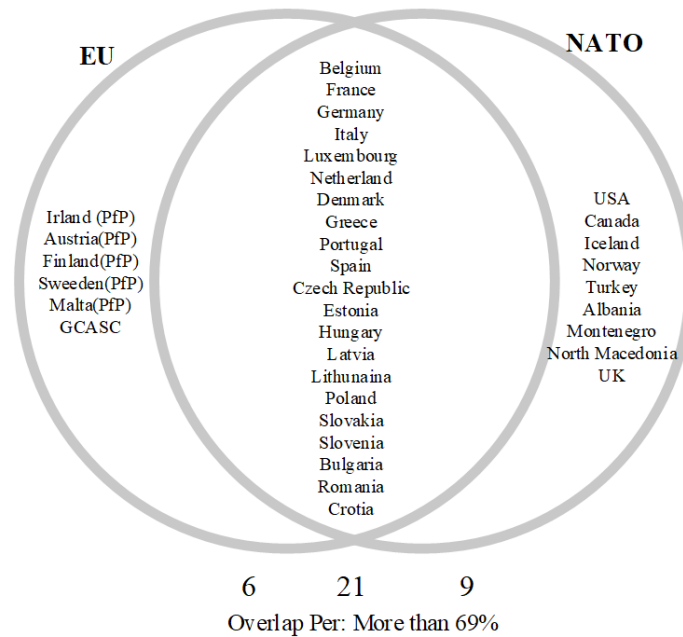 EU
NATO
Belgium
France
Germany
Italy
Luxembourg
Netherland
Denmark
Greece
Portugal
Spain
Czech Republic
Estonia
Hungary
Latvia
Lithunaina
Poland
Slovakia
Slovenia
Bulgaria
Romania
Crotia
Irland (PfP)
Austria(PfP)
Finland(PfP)
Sweden(PfP)
Malta(PfP)
GCASC
USA
Canada
Iceland
Norway
Turkey
Albania
Montenegro
North Macedonia
UK
6 21 9
Overlap Per: More than 69%